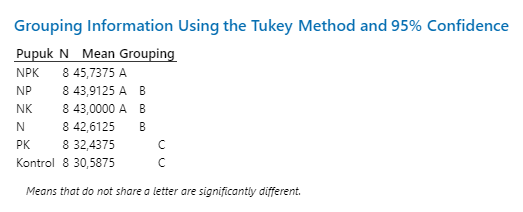 Grouping Information Using the Tukey Method and 95% Confidence
Pupuk N Mean Grouping
NPK 8 45,7375 A
NP 8 43,9125 A B
NK 8 43,0000 A B
N 8 42,6125 B
PK 8 32,4375 C
Kontrol 8 30,5875 C
Means that do not share a letter are significantly different.